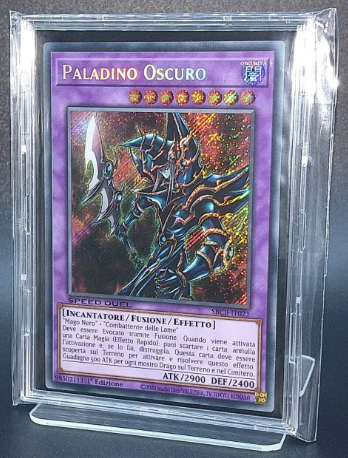 PALADINO OSCURO
SPEED DUEL
[INCANTATORE/FUSIONE/EFFETTO]
"Mago Nero" + "Combattente delle Lame"
Deve essere Evocato tramite Fusione. Quando viene attivata
una Carta Magia (Effetto Rapido): puoi scartare 1 carta; annulla
l'attivazione e, se lo fai, distruggila. Questa carta deve essere
scoperta sul Terreno per attivare e risolvere questo effetto.
Guadagna 500 ATK per ogni mostro Drago sul Terreno e nel Cimitero.
ATK/2900 DEF/2400
1ª Edizione